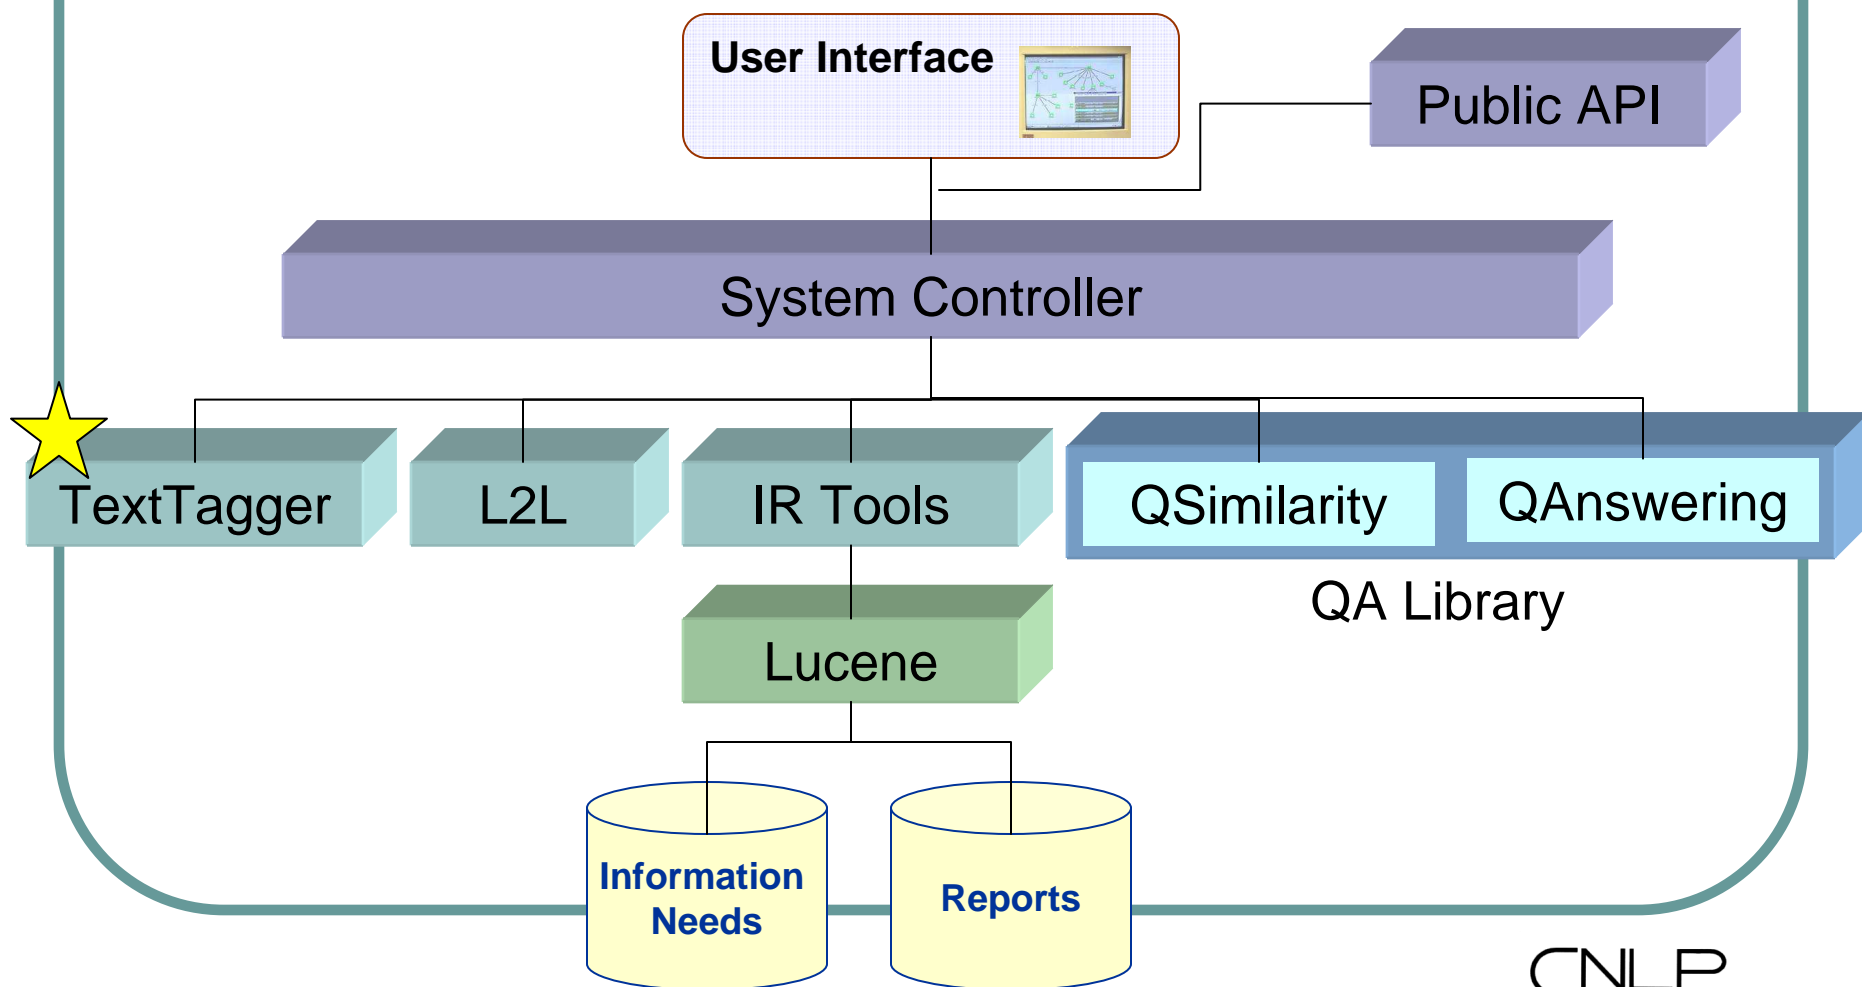 User Interface
Public API
System Controller
TextTagger
L2L
IR Tools
QSimilarity
QAnswering
QA Library
Lucene
Information
Needs
Reports
CNLP